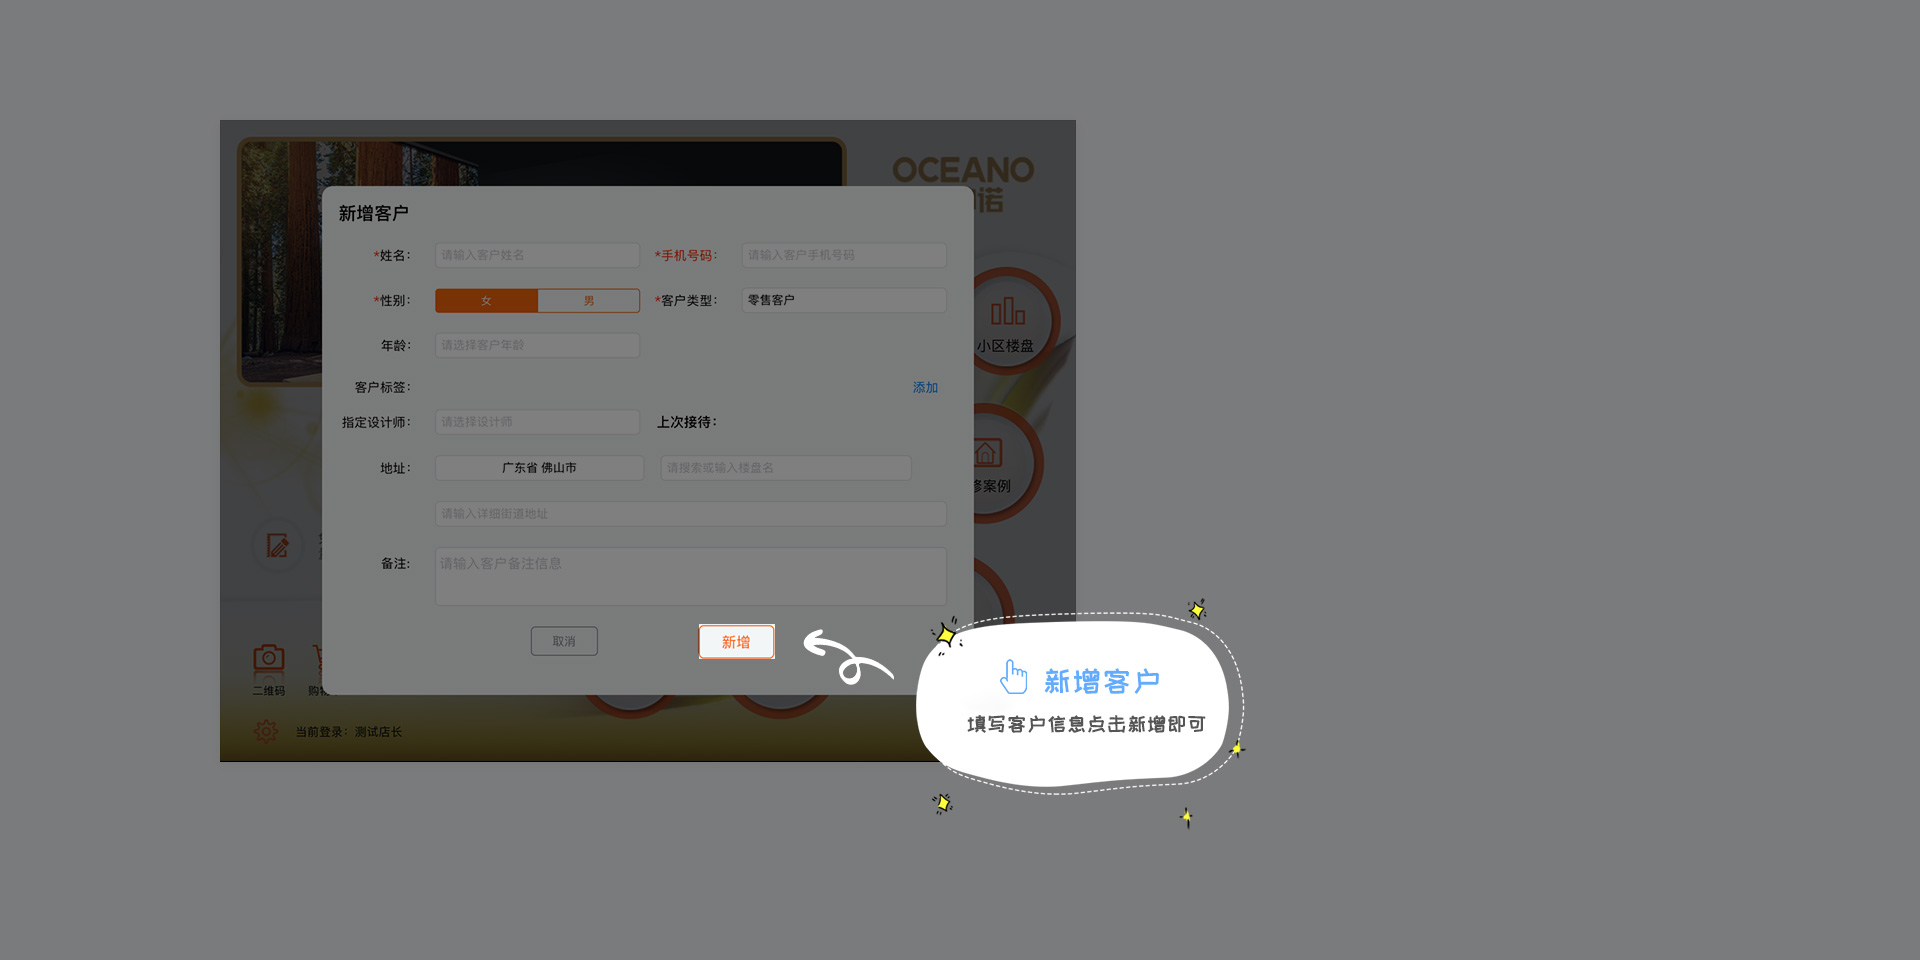 OCEANO
诺
新增客户
*姓名: 请输入客户姓名 *手机号码: 请输入客户手机号码
*性别: 女 男 *客户类型: 零售客户
年龄: 请选择客户年龄
小区楼盘
客户标签: 添加
指定设计师: 请选择设计师 上次接待:
地址: 广东省 佛山市 请搜索或输入楼盘名
修案例
请输入详细街道地址
备注: 请输入客户备注信息
取消 新增
二维码 购物
新增客户
填写客户信息点击新增即可
当前登录: 测试店长